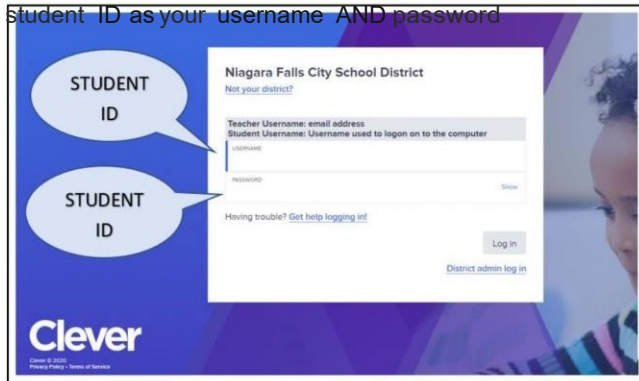 student ID as your username AND password
STUDENT
ID
Niagara Falls City School District
Not your district?
Teacher Username: email address
Student Username: Username used to logon on to the computer
USERNAME
STUDENT
ID
PASSWORD
Show
Having trouble? Get help logging in!
Log in
District admin log in
Clever
Clever © 2020
Privacy Policy - Terms of Service